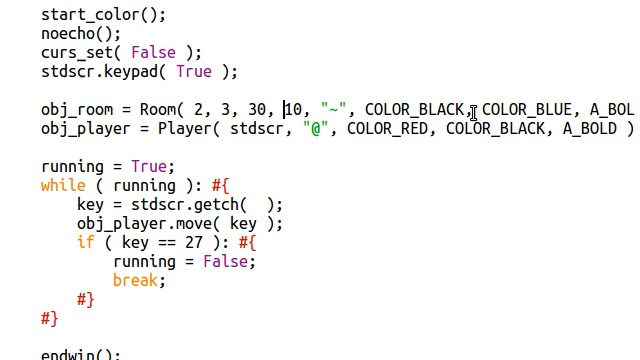 start_color();
noecho();
curs_set( False );
stdscr.keypad( True );
obj_room = Room( 2, 3, 30, 10, "~", COLOR_BLACK, COLOR_BLUE, A_BOL
obj_player = Player( stdscr, "@", COLOR_RED, COLOR_BLACK, A_BOLD )
running = True;
while ( running ): #{
key = stdscr.getch(  );
obj_player.move( key );
if ( key == 27 ): #{
running = False;
break;
#}
#}
endwin();